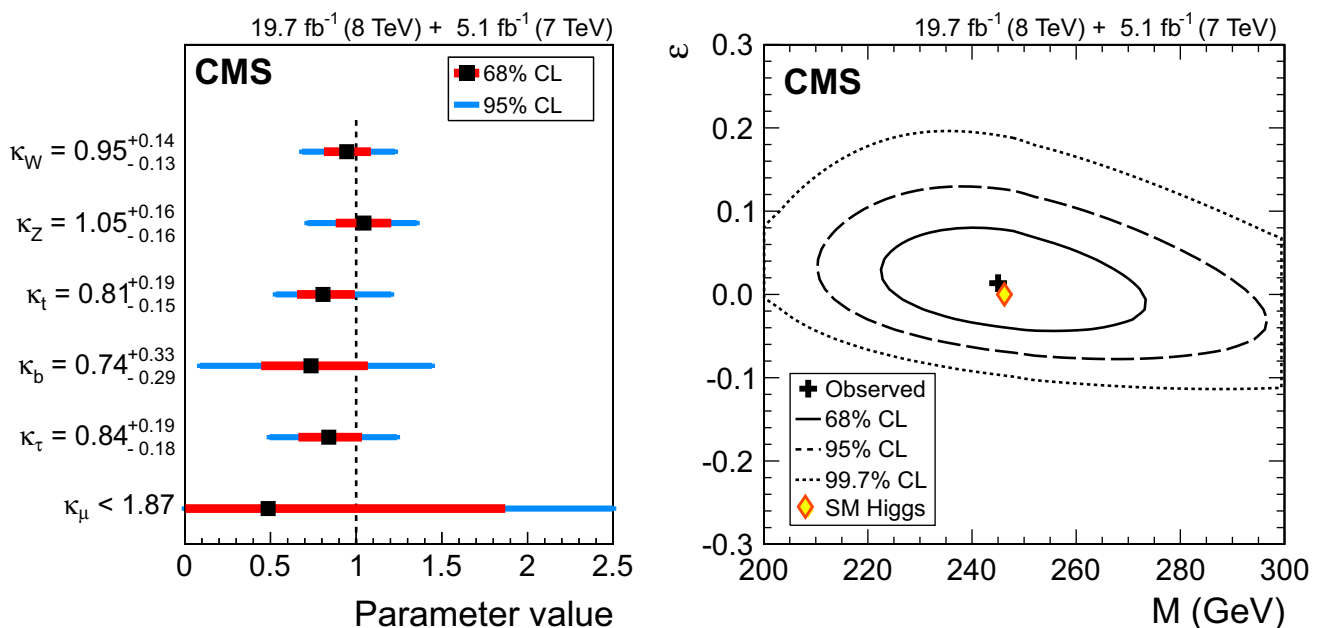 19.7 fb⁻¹ (8 TeV) + 5.1 fb⁻¹ (7 TeV)
CMS
68% CL
95% CL
κ_W = 0.95 +0.14 - 0.13
κ_Z = 1.05 +0.16 - 0.16
κ_t = 0.81 +0.19 - 0.15
κ_b = 0.74 +0.33 - 0.29
κ_τ = 0.84 +0.19 - 0.18
κ_μ < 1.87
0 0.5 1 1.5 2 2.5
Parameter value
19.7 fb⁻¹ (8 TeV) + 5.1 fb⁻¹ (7 TeV)
ε
CMS
0.3
0.2
0.1
0.0
-0.1
-0.2
-0.3
Observed
68% CL
95% CL
99.7% CL
SM Higgs
200 220 240 260 280 300
M (GeV)